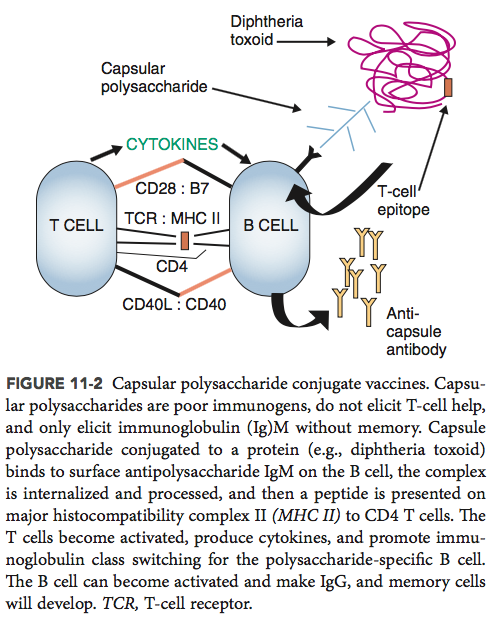 Diphtheria
toxoid
Capsular
polysaccharide
CYTOKINES
CD28 : B7
T CELL
TCR : MHC II
B CELL
T-cell
epitope
CD4
CD40L : CD40
Anti-
capsule
antibody
FIGURE 11-2 Capsular polysaccharide conjugate vaccines. Capsu-
lar polysaccharides are poor immunogens, do not elicit T-cell help,
and only elicit immunoglobulin (Ig)M without memory. Capsule
polysaccharide conjugated to a protein (e.g., diphtheria toxoid)
binds to surface antipolysaccharide IgM on the B cell, the complex
is internalized and processed, and then a peptide is presented on
major histocompatibility complex II (MHC II) to CD4 T cells. The
T cells become activated, produce cytokines, and promote immu-
noglobulin class switching for the polysaccharide-specific B cell.
The B cell can become activated and make IgG, and memory cells
will develop. TCR, T-cell receptor.